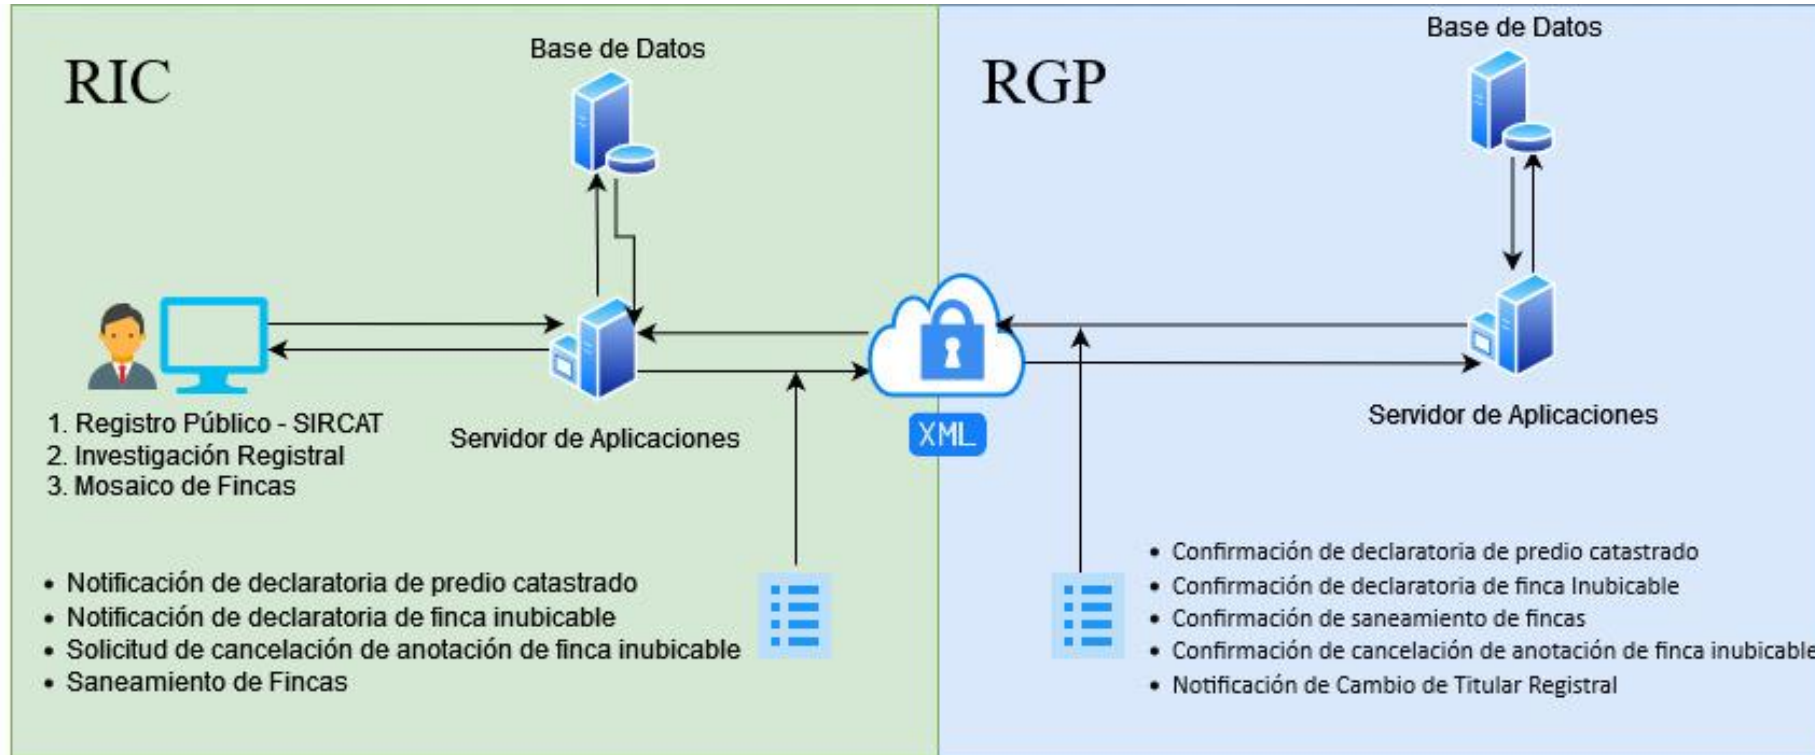 RIC
Base de Datos
1. Registro Público - SIRCAT
2. Investigación Registral
3. Mosaico de Fincas
Servidor de Aplicaciones
XML
• Notificación de declaratoria de predio catastrado
• Notificación de declaratoria de finca inubicable
• Solicitud de cancelación de anotación de finca inubicable
• Saneamiento de Fincas
RGP
Base de Datos
Servidor de Aplicaciones
• Confirmación de declaratoria de predio catastrado
• Confirmación de declaratoria de finca Inubicable
• Confirmación de saneamiento de fincas
• Confirmación de cancelación de anotación de finca inubicable
• Notificación de Cambio de Titular Registral